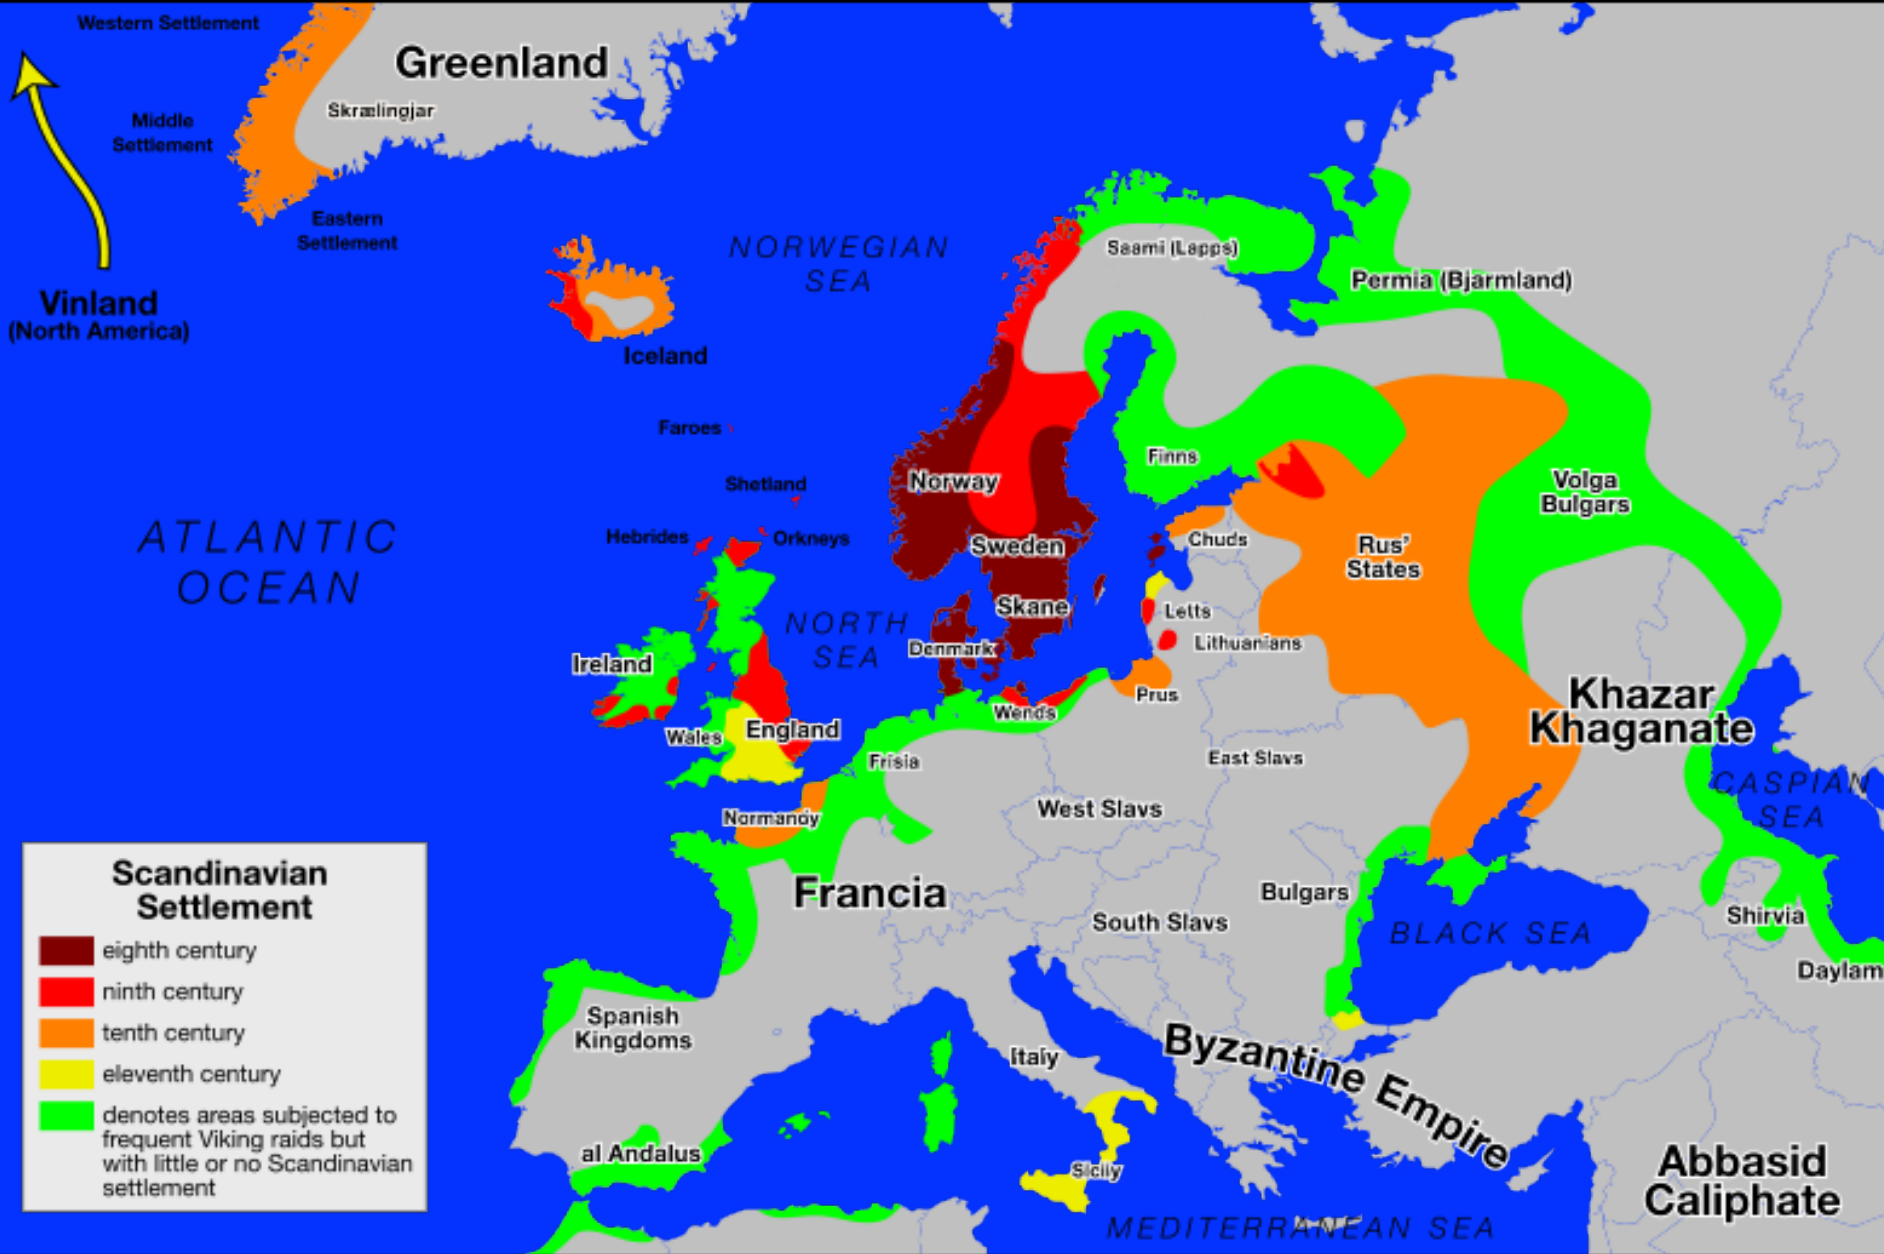 Western Settlement
Greenland
Skrælingjar
Middle
Settlement
Eastern
Settlement
Vinland
(North America)
NORWEGIAN
SEA
Saami (Lapps)
Permia (Bjarmland)
Iceland
Faroes
Shetland
Hebrides
Orkneys
Norway
Sweden
Skane
Denmark
Finns
Chuds
Letts
Lithuanians
Prus
Wends
Rus'
States
Volga
Bulgars
ATLANTIC
OCEAN
NORTH
SEA
Ireland
Wales
England
Frisia
Normandy
East Slavs
West Slavs
Khazar
Khaganate
CASPIAN
SEA
Francia
Bulgars
South Slavs
BLACK SEA
Shirvia
Daylam
Spanish
Kingdoms
Italy
Byzantine Empire
al Andalus
Sicily
Abbasid
Caliphate
MEDITERRANEAN SEA
Scandinavian
Settlement
eighth century
ninth century
tenth century
eleventh century
denotes areas subjected to
frequent Viking raids but
with little or no Scandinavian
settlement